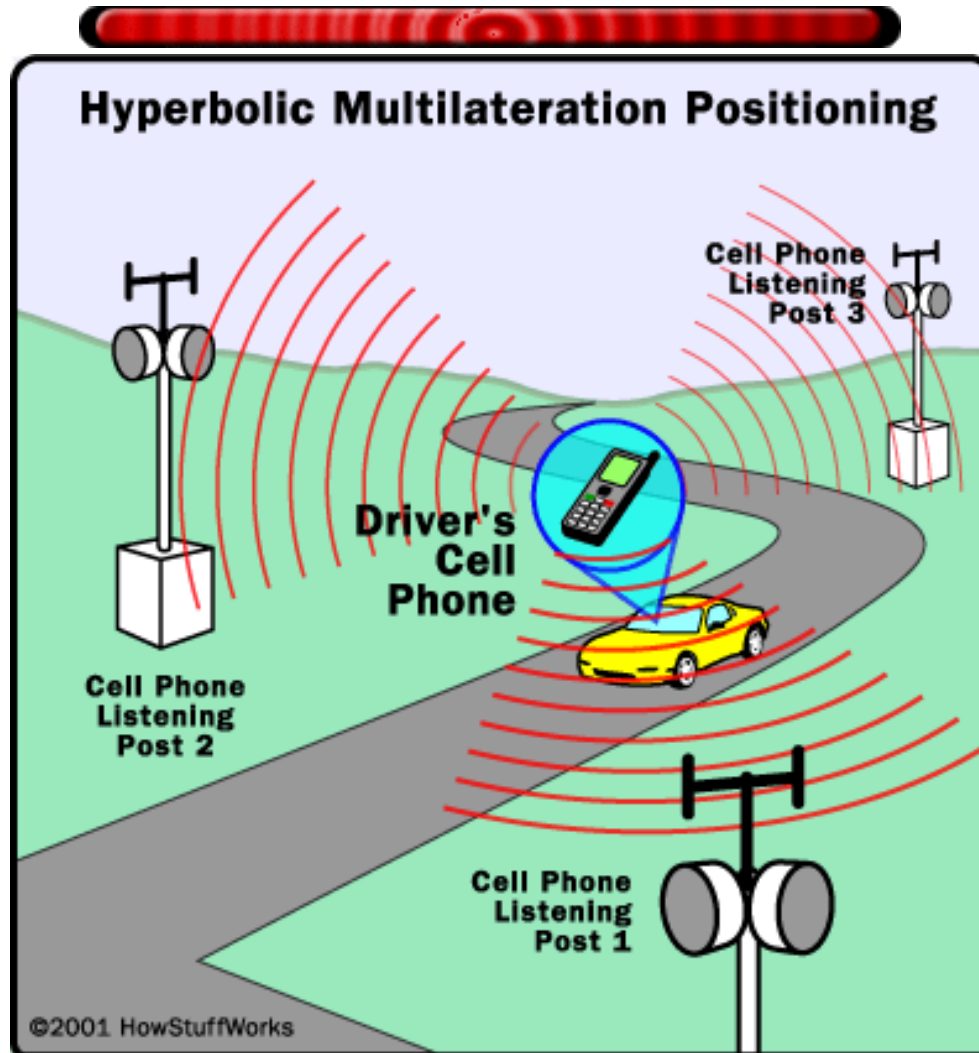 Hyperbolic Multilateration Positioning
Cell Phone
Listening
Post 3
Driver's
Cell
Phone
Cell Phone
Listening
Post 2
Cell Phone
Listening
Post 1
©2001 HowStuffWorks